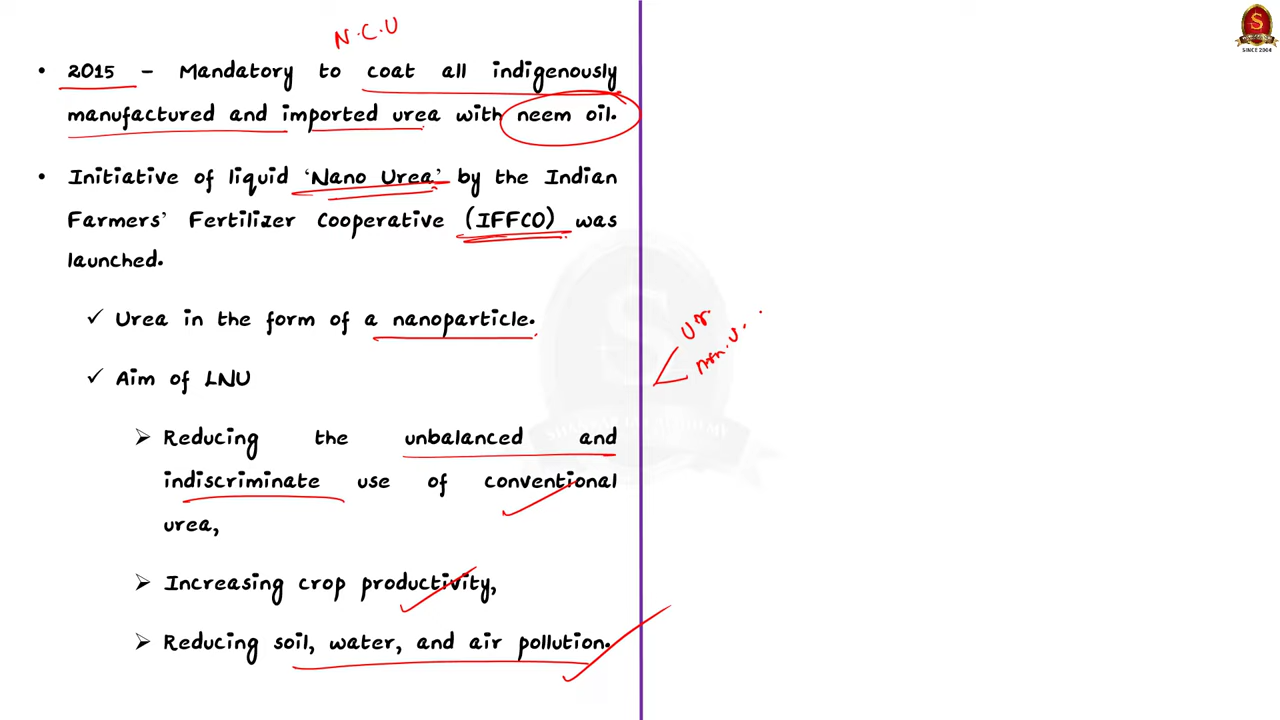 N.C.U
• 2015 – Mandatory to coat all indigenously
manufactured and imported urea with neem oil.
• Initiative of liquid ‘Nano Urea’ by the Indian
Farmers’ Fertilizer Cooperative (IFFCO) was
launched.
✓ Urea in the form of a nanoparticle.
✓ Aim of LNU
➢ Reducing the unbalanced and
indiscriminate use of conventional
urea,
➢ Increasing crop productivity,
➢ Reducing soil, water, and air pollution.
S
SINCE 2004